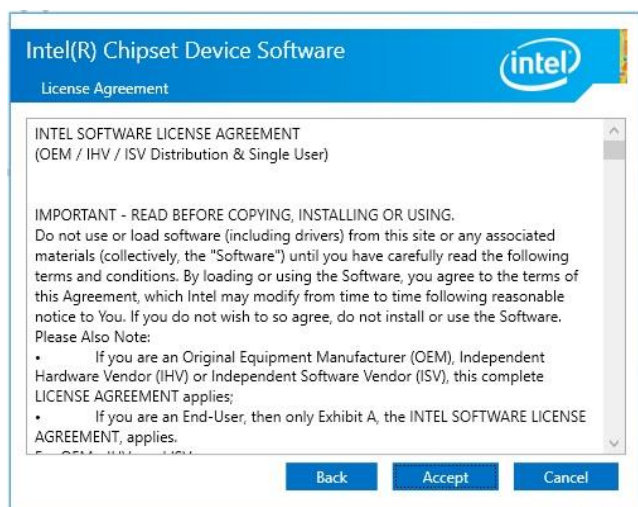 Intel(R) Chipset Device Software
License Agreement
intel
INTEL SOFTWARE LICENSE AGREEMENT
(OEM / IHV / ISV Distribution & Single User)
IMPORTANT - READ BEFORE COPYING, INSTALLING OR USING.
Do not use or load software (including drivers) from this site or any associated
materials (collectively, the "Software") until you have carefully read the following
terms and conditions. By loading or using the Software, you agree to the terms of
this Agreement, which Intel may modify from time to time following reasonable
notice to You. If you do not wish to so agree, do not install or use the Software.
Please Also Note:
• If you are an Original Equipment Manufacturer (OEM), Independent
Hardware Vendor (IHV) or Independent Software Vendor (ISV), this complete
LICENSE AGREEMENT applies;
• If you are an End-User, then only Exhibit A, the INTEL SOFTWARE LICENSE
AGREEMENT, applies.
Back Accept Cancel